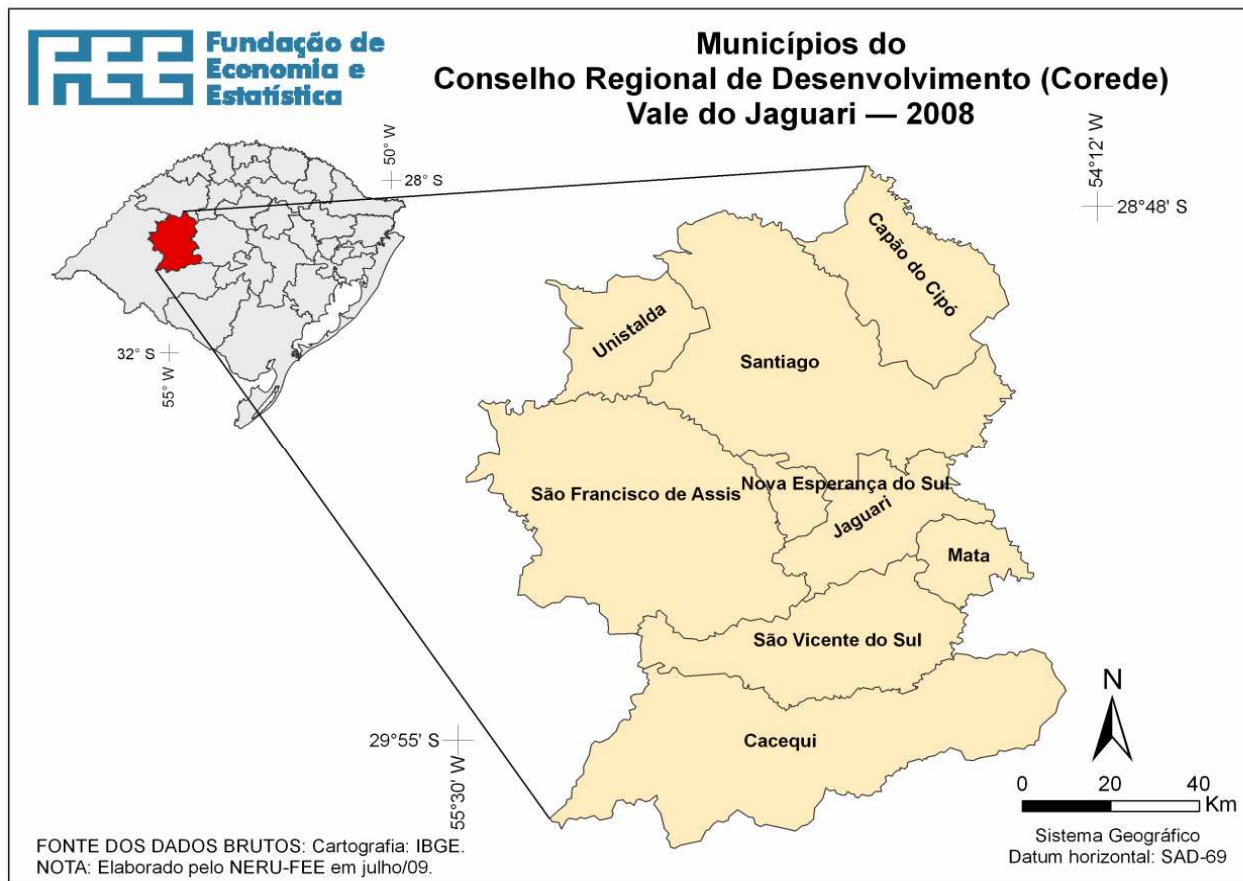 FEE
Fundação de
Economia e
Estatística
Municípios do
Conselho Regional de Desenvolvimento (Corede)
Vale do Jaguari — 2008
50° W
28° S
54°12' W
28°48' S
32° S
55° W
Capão do Cipó
Unistalda
Santiago
São Francisco de Assis
Nova Esperança do Sul
Jaguari
Mata
São Vicente do Sul
Cacequi
29°55' S
55°30' W
N
0 20 40
Km
Sistema Geográfico
Datum horizontal: SAD-69
FONTE DOS DADOS BRUTOS: Cartografia: IBGE.
NOTA: Elaborado pelo NERU-FEE em julho/09.